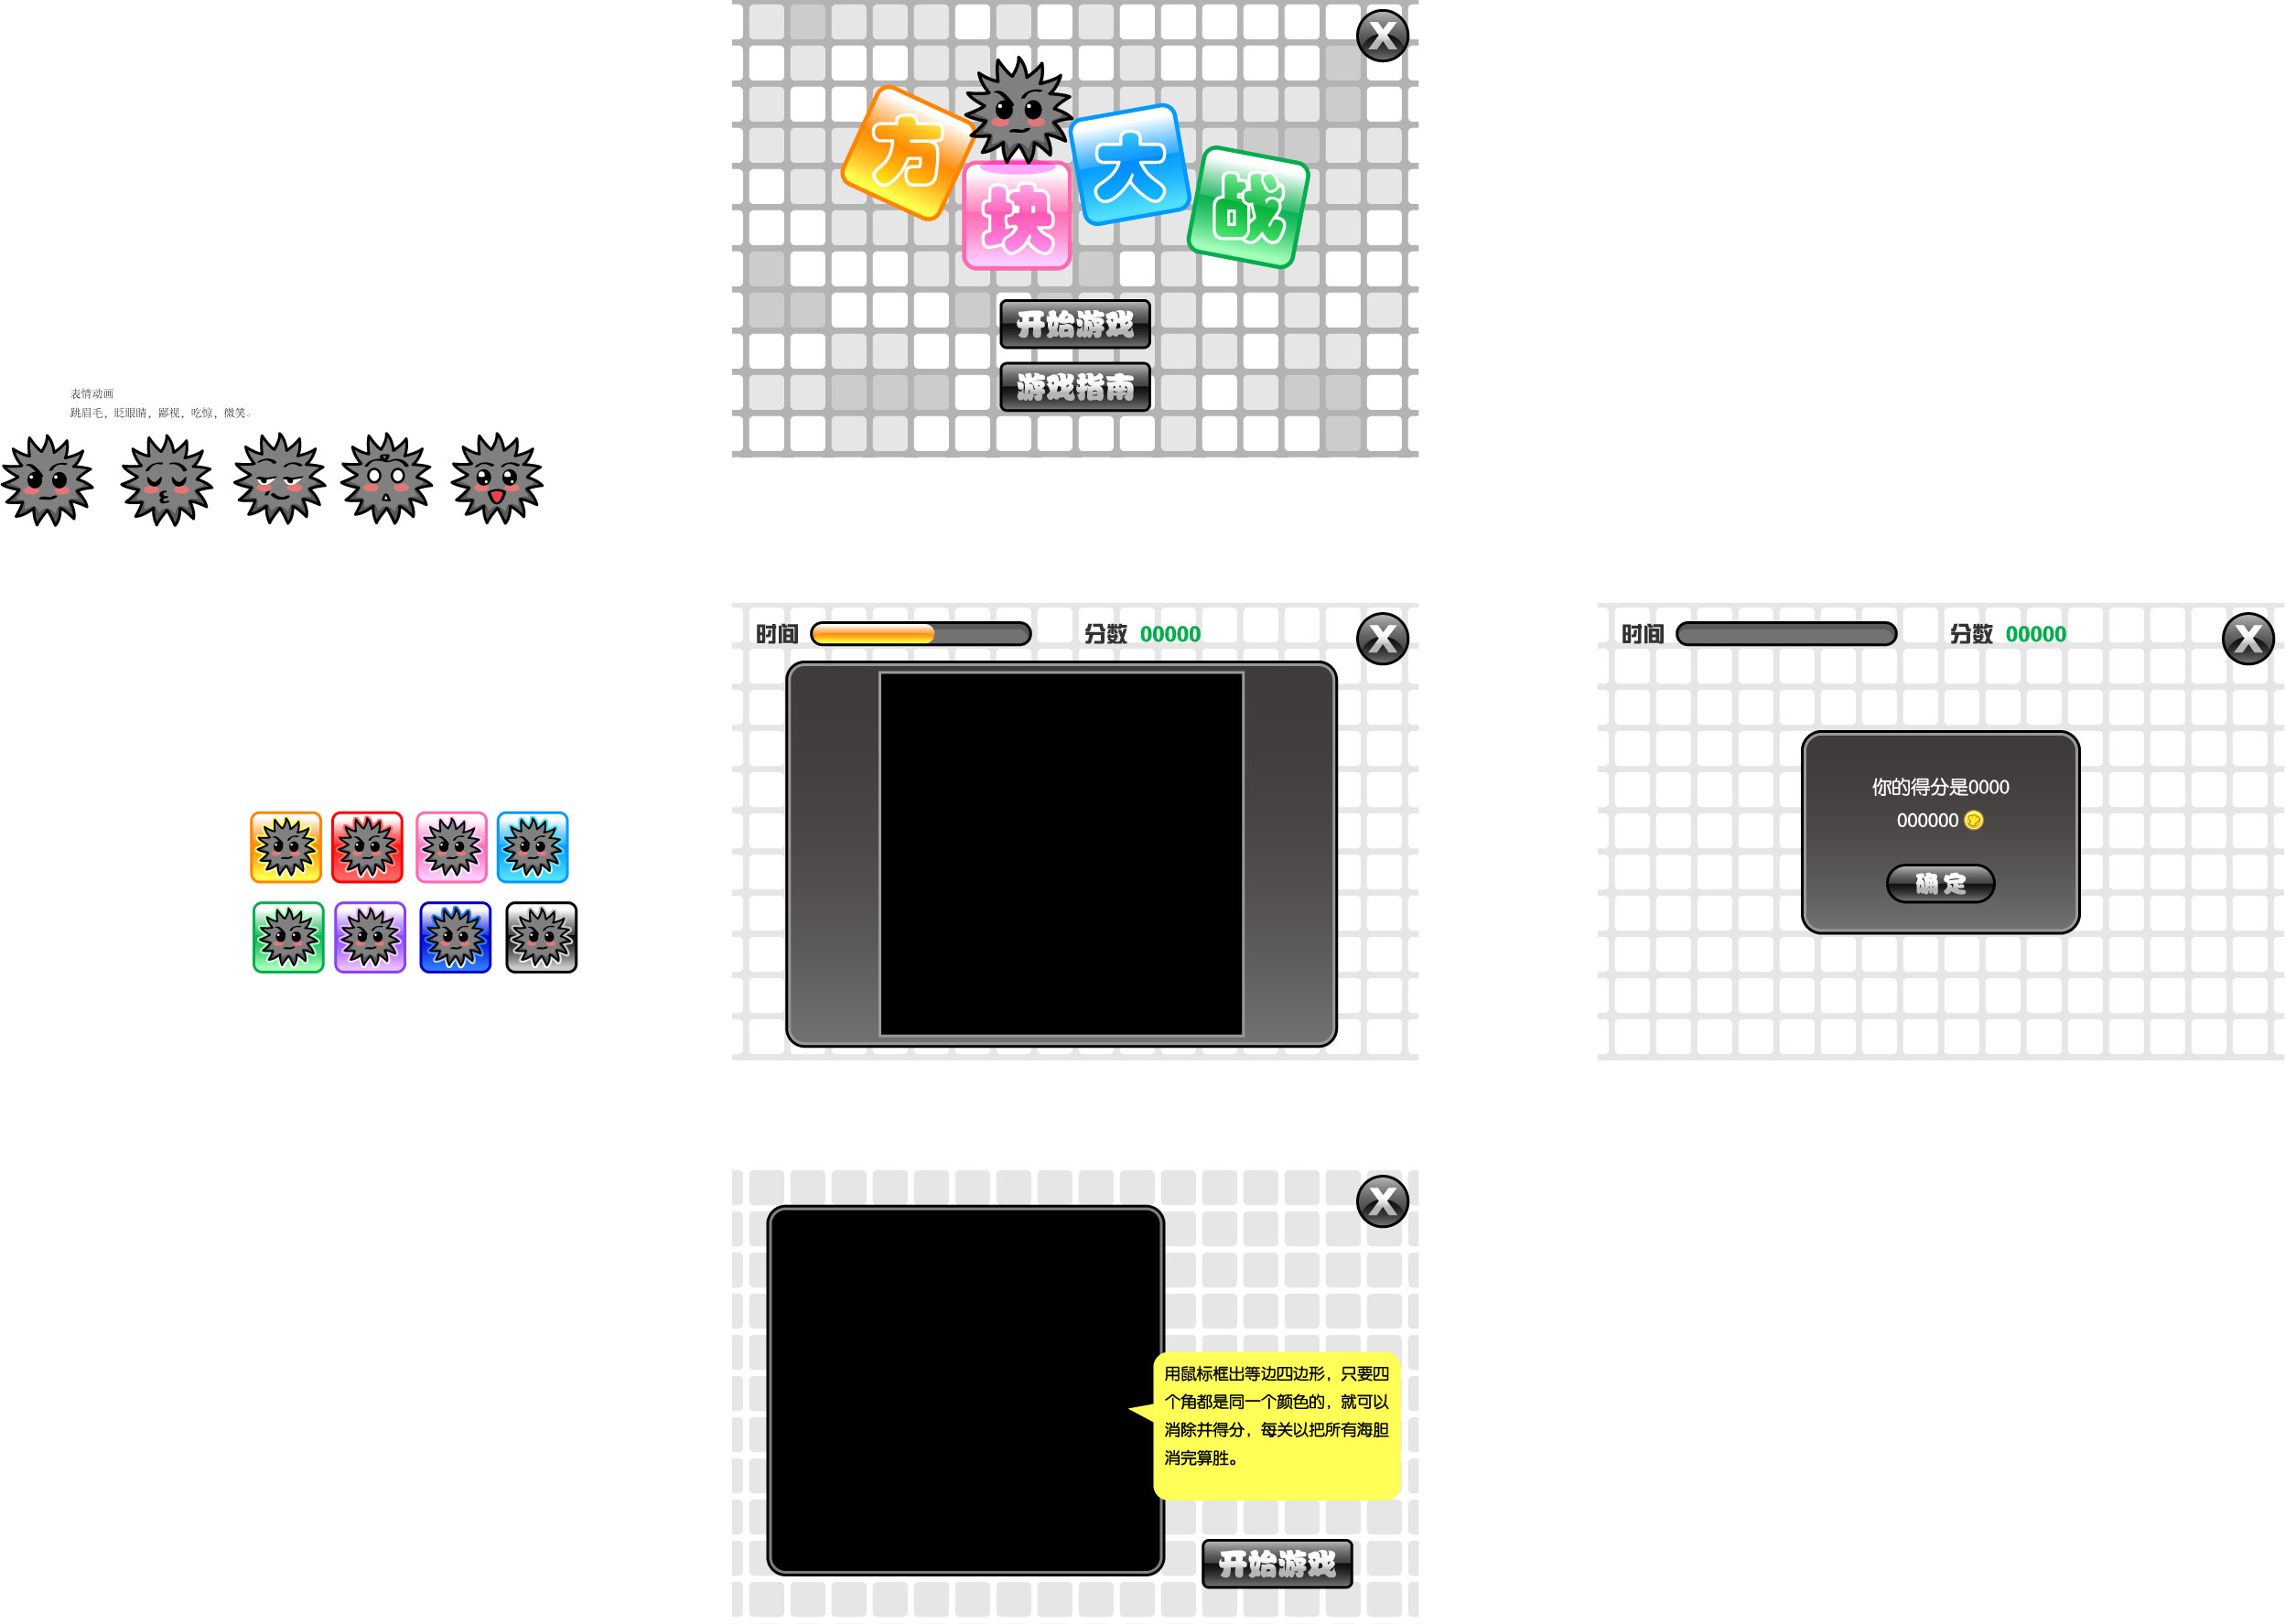 X
方块大战
开始游戏
游戏指南
表情动画
跳眉毛，眨眼睛，鄙视，吃惊，微笑。
时间
分数 00000
X
时间
分数 00000
X
你的得分是0000
000000
确定
X
用鼠标框出等边四边形，只要四
个角都是同一个颜色的，就可以
消除并得分，每关以把所有海胆
消完算胜。
开始游戏